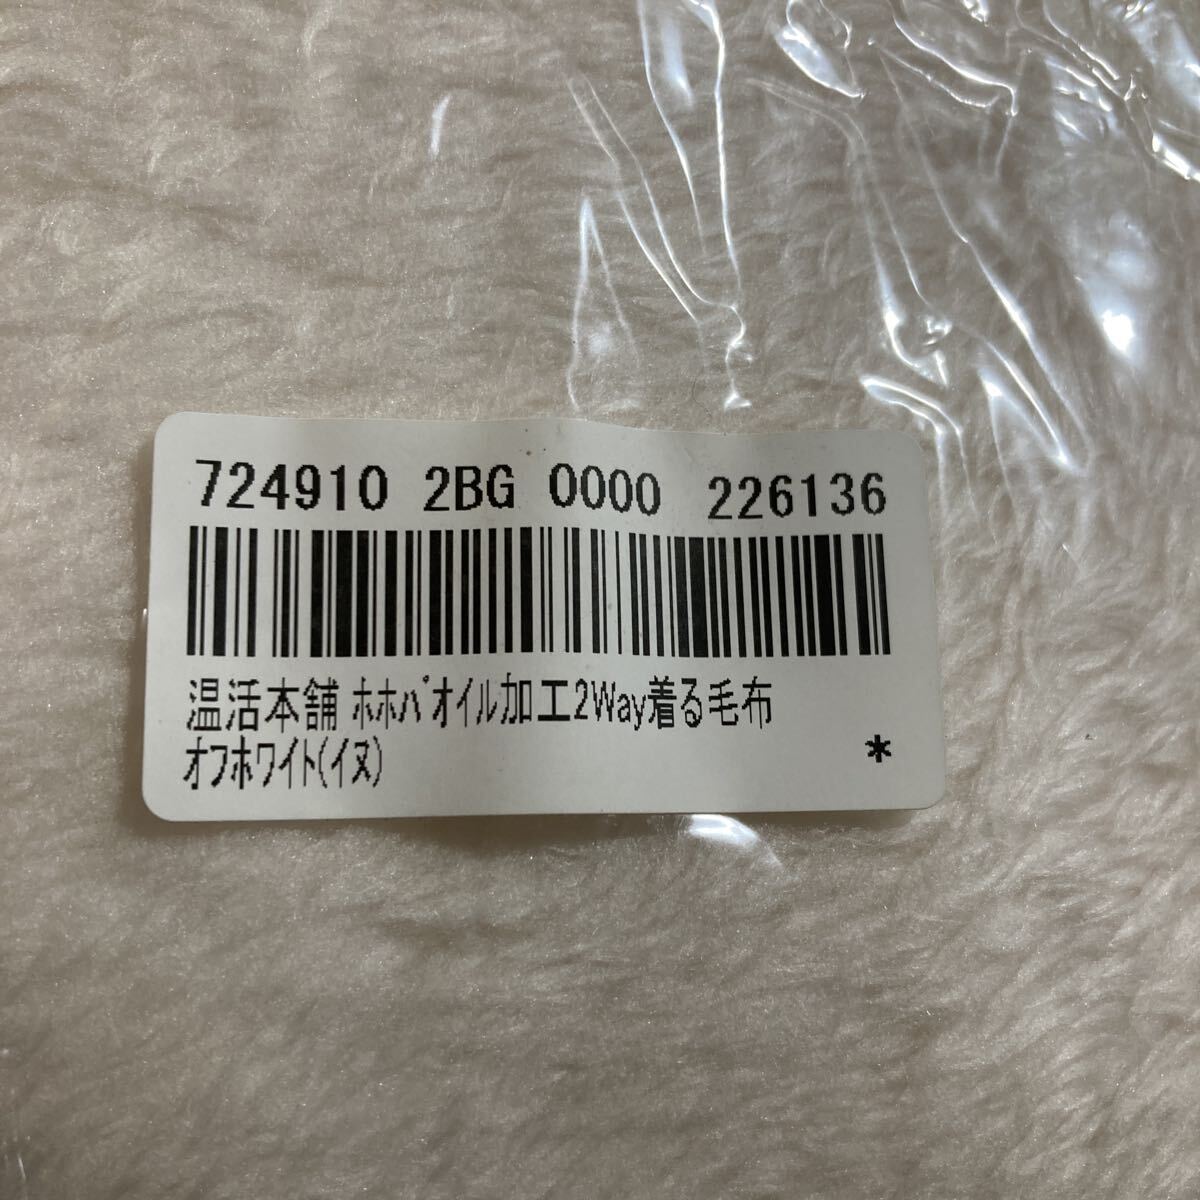 724910 2BG 0000 226136
温活本舗 ﾎﾎﾊﾞｵｲﾙ加工2Way着る毛布
ｵﾌﾎﾜｲﾄ(ｲﾇ) *